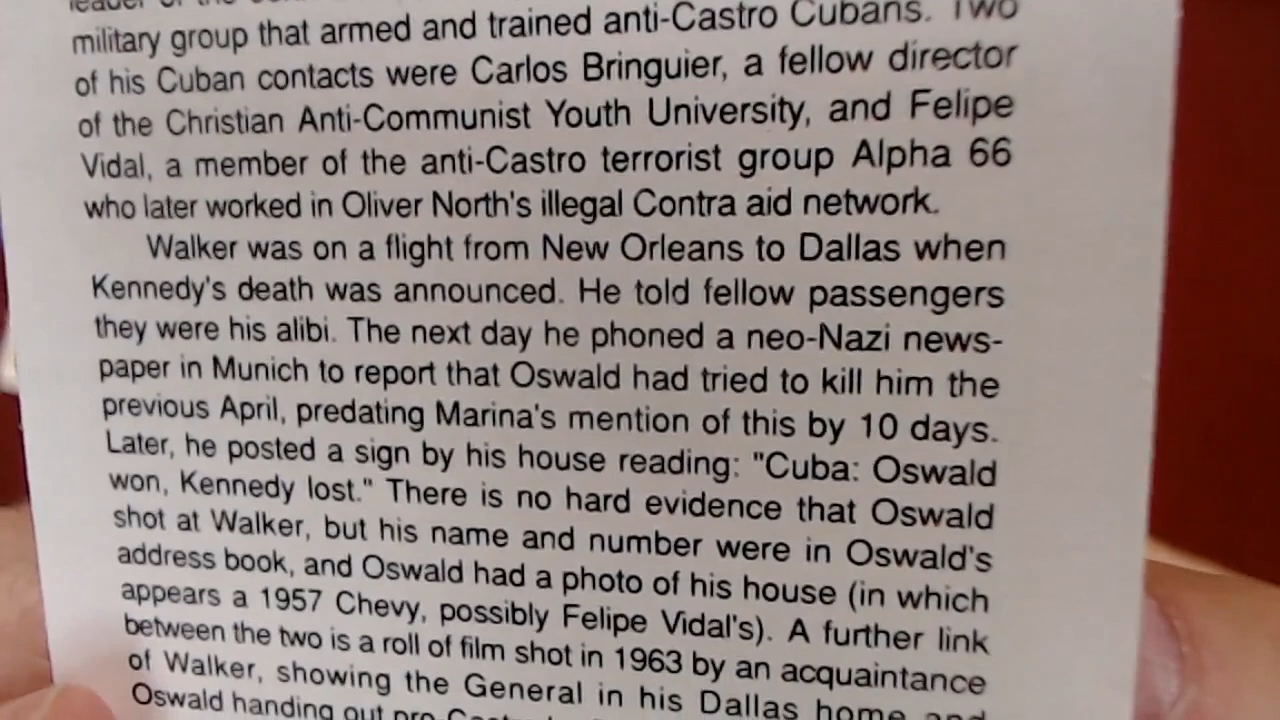 leader of the
military group that armed and trained anti-Castro Cubans. Two
of his Cuban contacts were Carlos Bringuier, a fellow director
of the Christian Anti-Communist Youth University, and Felipe
Vidal, a member of the anti-Castro terrorist group Alpha 66
who later worked in Oliver North's illegal Contra aid network.
Walker was on a flight from New Orleans to Dallas when
Kennedy's death was announced. He told fellow passengers
they were his alibi. The next day he phoned a neo-Nazi news-
paper in Munich to report that Oswald had tried to kill him the
previous April, predating Marina's mention of this by 10 days.
Later, he posted a sign by his house reading: "Cuba: Oswald
won, Kennedy lost." There is no hard evidence that Oswald
shot at Walker, but his name and number were in Oswald's
address book, and Oswald had a photo of his house (in which
appears a 1957 Chevy, possibly Felipe Vidal's). A further link
between the two is a roll of film shot in 1963 by an acquaintance
of Walker, showing the General in his Dallas home and
Oswald handing out pro-Castro